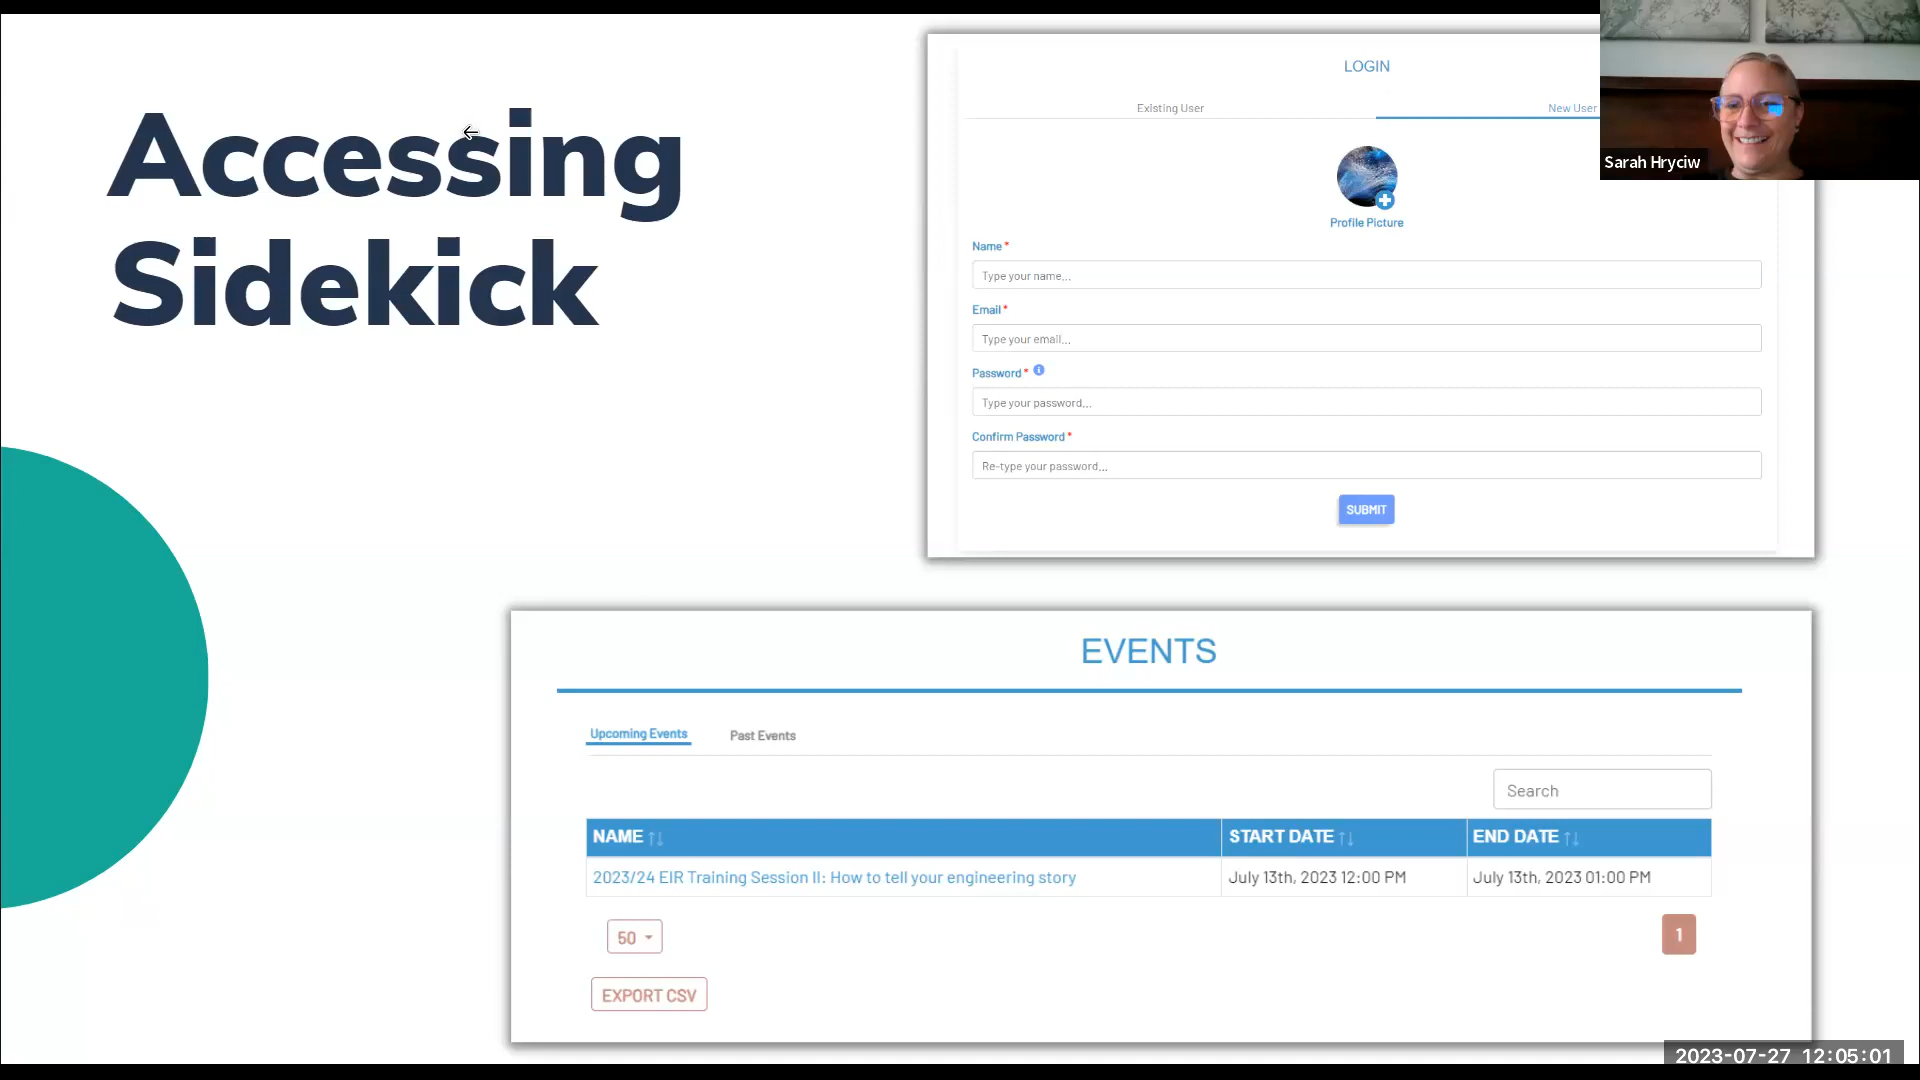 Accessing
Sidekick
LOGIN
Existing User
New User
Profile Picture
Name *
Type your name...
Email *
Type your email...
Password *
Type your password...
Confirm Password *
Re-type your password...
SUBMIT
Sarah Hryciw
EVENTS
Upcoming Events
Past Events
Search
NAME START DATE END DATE
2023/24 EIR Training Session II: How to tell your engineering story July 13th, 2023 12:00 PM July 13th, 2023 01:00 PM
50
1
EXPORT CSV
2023-07-27 12:05:01